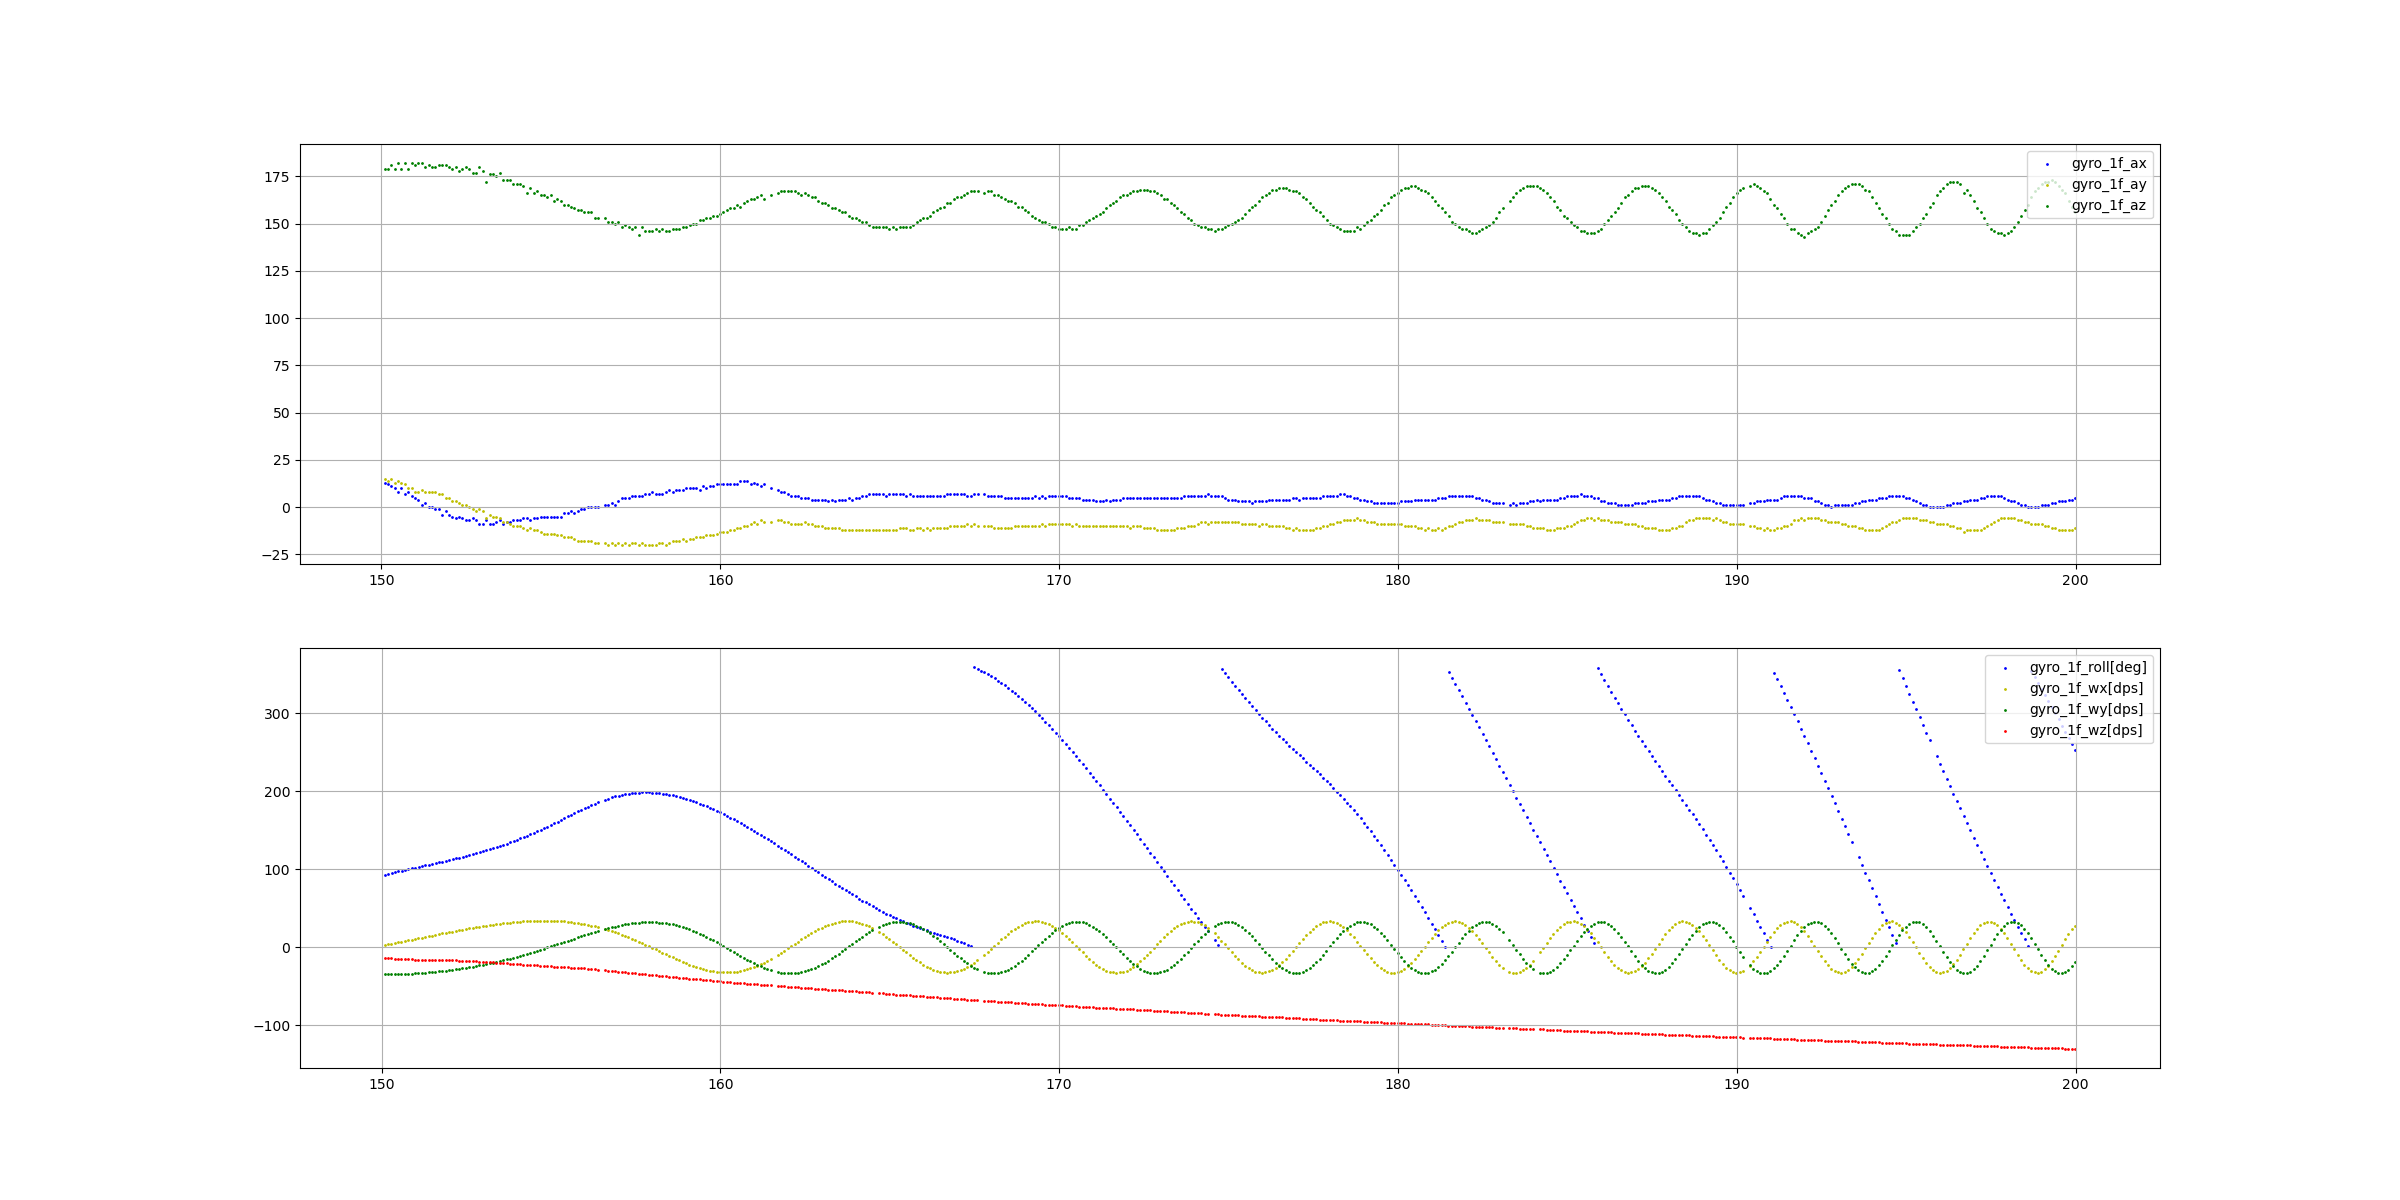 175
150
125
100
75
50
25
0
−25
150 160 170 180 190 200
gyro_1f_ax
gyro_1f_ay
gyro_1f_az
300
200
100
0
−100
150 160 170 180 190 200
gyro_1f_roll[deg]
gyro_1f_wx[dps]
gyro_1f_wy[dps]
gyro_1f_wz[dps]